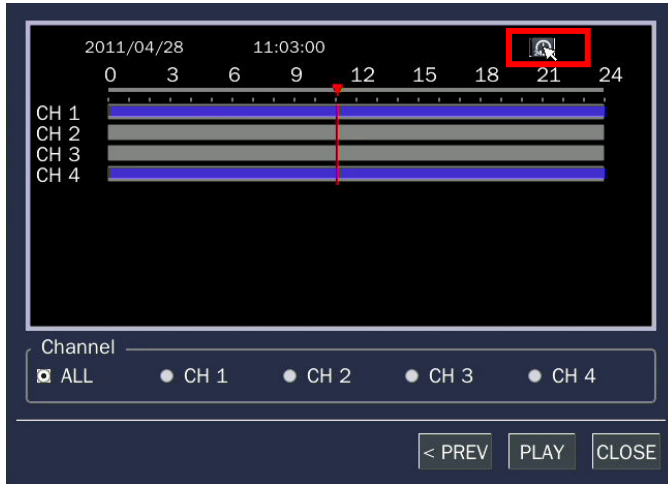 2011/04/28 11:03:00
0 3 6 9 12 15 18 21 24
CH 1
CH 2
CH 3
CH 4
Channel
ALL CH 1 CH 2 CH 3 CH 4
< PREV PLAY CLOSE